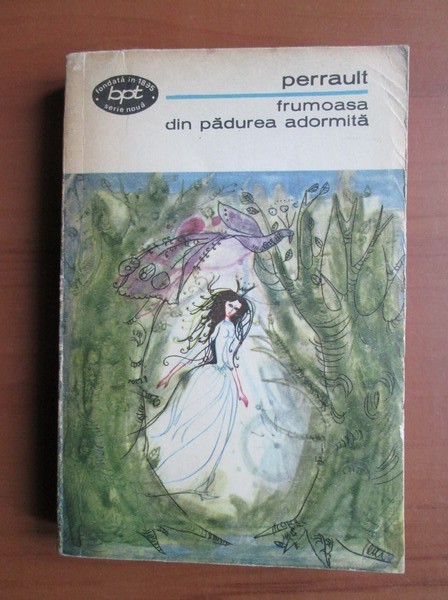 fondată în 1895
bpt
serie nouă
perrault
frumoasa
din pădurea adormită